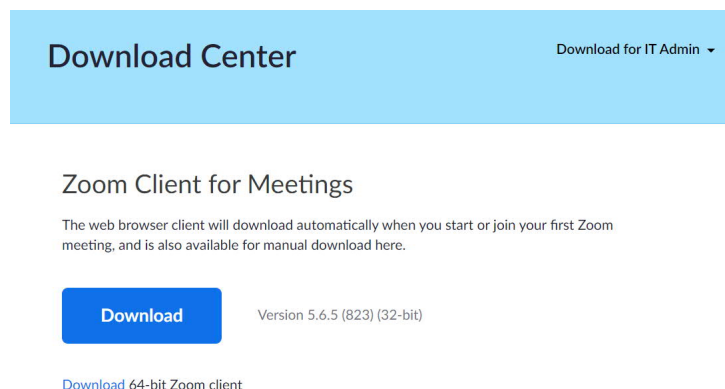 Download Center
Download for IT Admin
Zoom Client for Meetings
The web browser client will download automatically when you start or join your first Zoom
meeting, and is also available for manual download here.
Download
Version 5.6.5 (823) (32-bit)
Download 64-bit Zoom client